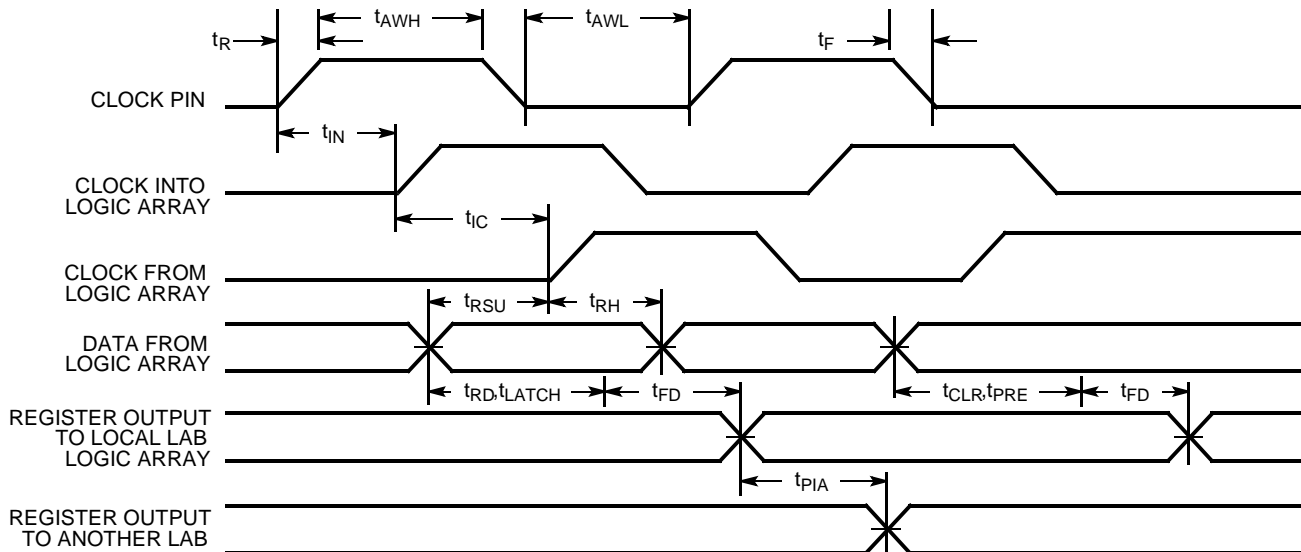 tAWH
tAWL
tR
tF
CLOCK PIN
tIN
CLOCK INTO
LOGIC ARRAY
tIC
CLOCK FROM
LOGIC ARRAY
tRSU
tRH
DATA FROM
LOGIC ARRAY
tRD,tLATCH
tFD
tCLR,tPRE
tFD
REGISTER OUTPUT
TO LOCAL LAB
LOGIC ARRAY
tPIA
REGISTER OUTPUT
TO ANOTHER LAB